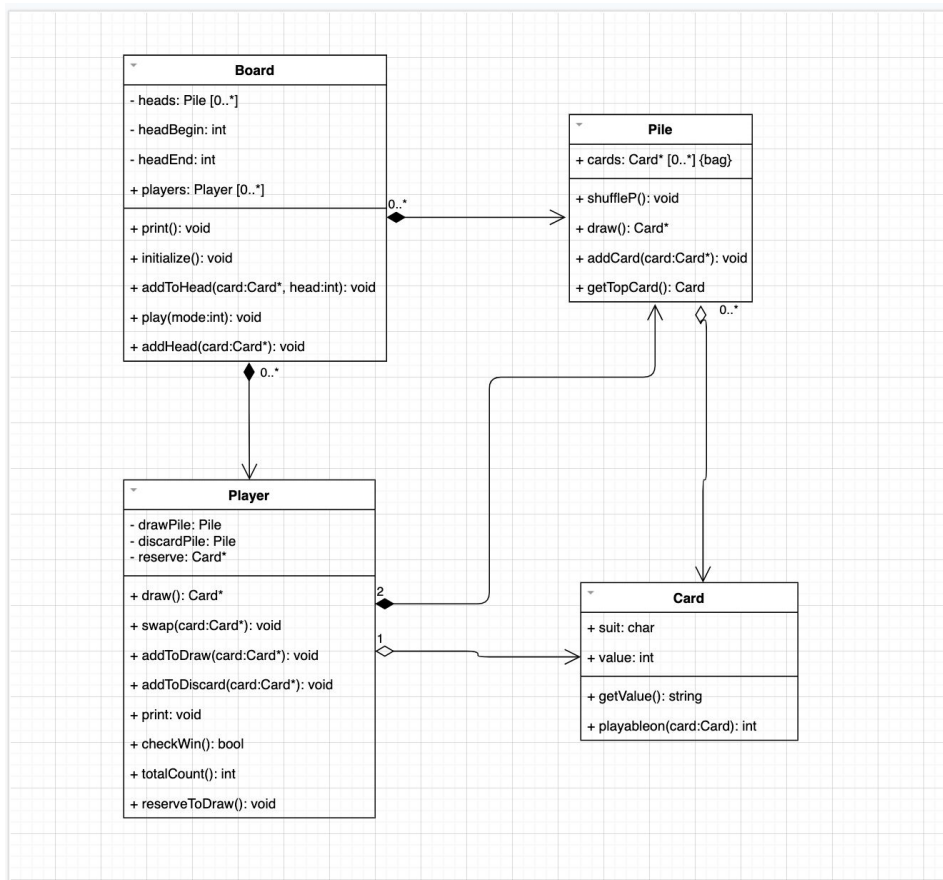 Board
- heads: Pile [0..*]
- headBegin: int
- headEnd: int
+ players: Player [0..*]
+ print(): void
+ initialize(): void
+ addToHead(card:Card*, head:int): void
+ play(mode:int): void
+ addHead(card:Card*): void
0..*
0..*
Pile
+ cards: Card* [0..*] {bag}
+ shuffleP(): void
+ draw(): Card*
+ addCard(card:Card*): void
+ getTopCard(): Card
0..*
Player
- drawPile: Pile
- discardPile: Pile
- reserve: Card*
+ draw(): Card*
+ swap(card:Card*): void
+ addToDraw(card:Card*): void
+ addToDiscard(card:Card*): void
+ print: void
+ checkWin(): bool
+ totalCount(): int
+ reserveToDraw(): void
2
1
Card
+ suit: char
+ value: int
+ getValue(): string
+ playableon(card:Card): int